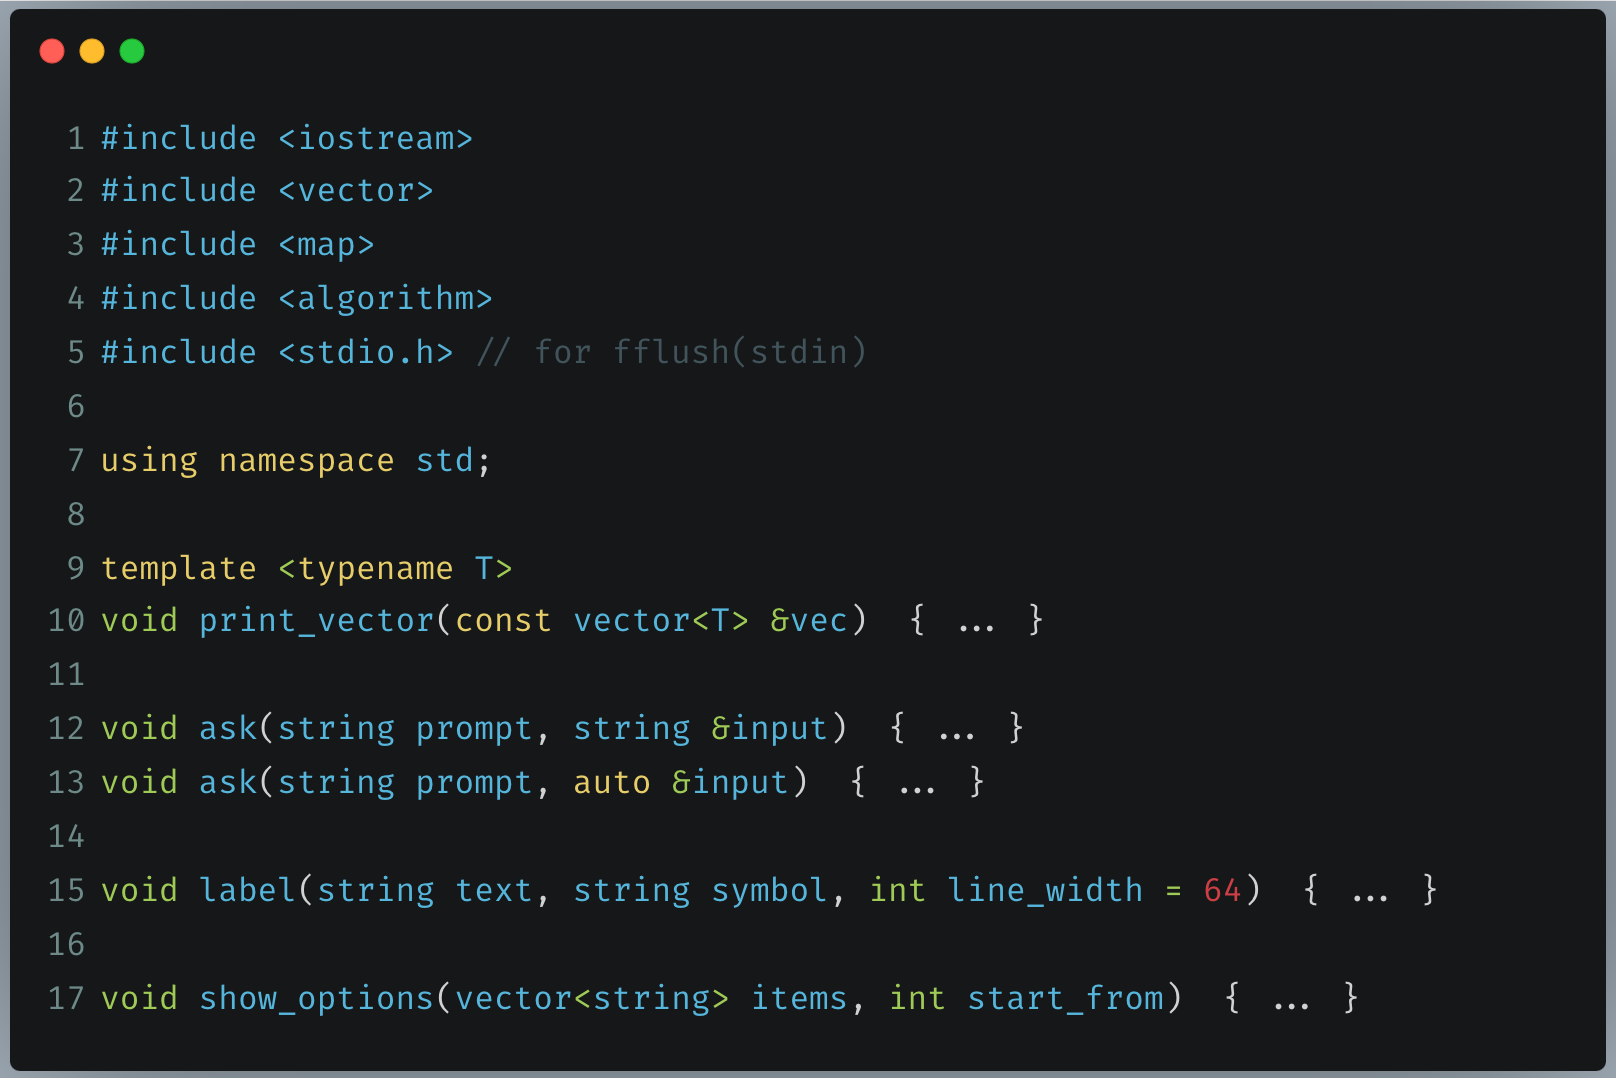 1 #include <iostream>
2 #include <vector>
3 #include <map>
4 #include <algorithm>
5 #include <stdio.h> // for fflush(stdin)
6
7 using namespace std;
8
9 template <typename T>
10 void print_vector(const vector<T> &vec)  { ... }
11
12 void ask(string prompt, string &input)  { ... }
13 void ask(string prompt, auto &input)  { ... }
14
15 void label(string text, string symbol, int line_width = 64)  { ... }
16
17 void show_options(vector<string> items, int start_from)  { ... }